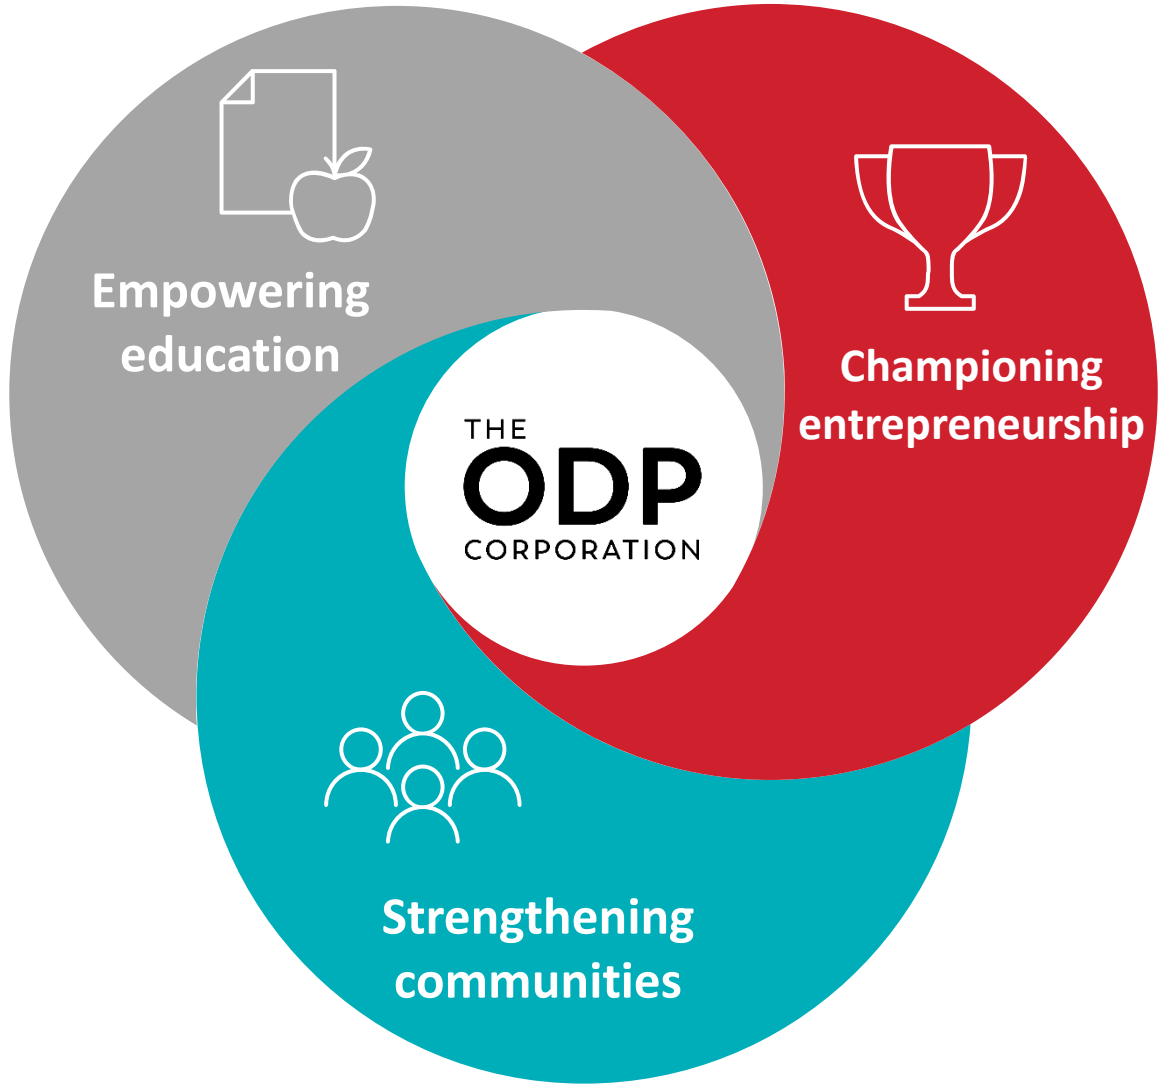 Empowering
education
Championing
entrepreneurship
THE
ODP
CORPORATION
Strengthening
communities